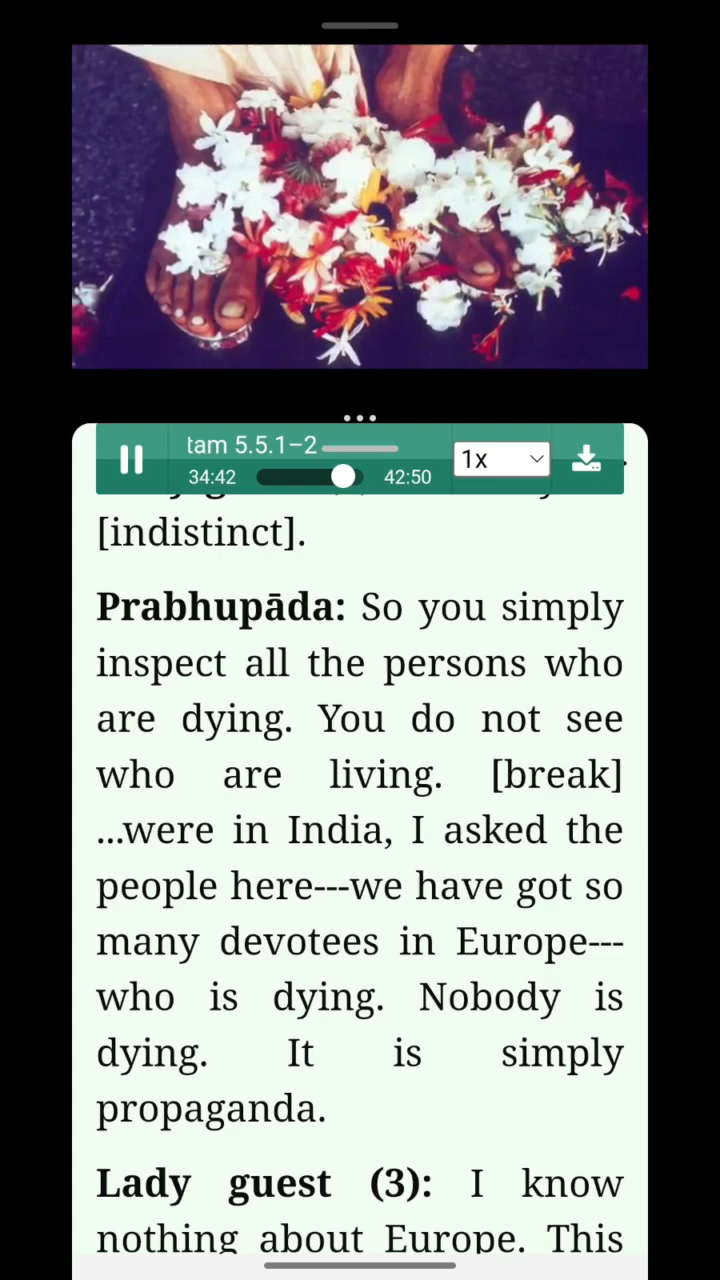 tam 5.5.1–2
34:42
42:50
1x
[indistinct].
Prabhupāda: So you simply
inspect all the persons who
are dying. You do not see
who are living. [break]
...were in India, I asked the
people here---we have got so
many devotees in Europe---
who is dying. Nobody is
dying. It is simply
propaganda.
Lady guest (3): I know
nothing about Europe. This